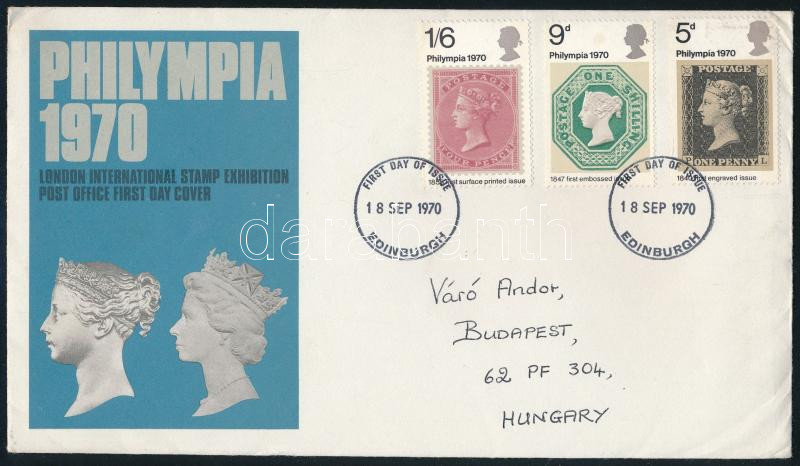 PHILYMPIA
1970
LONDON INTERNATIONAL STAMP EXHIBITION
POST OFFICE FIRST DAY COVER
1/6
Philympia 1970
POSTAGE
FOUR PENCE
first surface printed issue
9d
Philympia 1970
POSTAGE ONE SHILLING
1847 first embossed
5d
Philympia 1970
POSTAGE
P ONE PENNY L
first engraved issue
FIRST DAY OF ISSUE
18 SEP 1970
EDINBURGH
FIRST DAY OF ISSUE
18 SEP 1970
EDINBURGH
darabanth
Váró Andor,
BUDAPEST,
62 PF 304,
HUNGARY